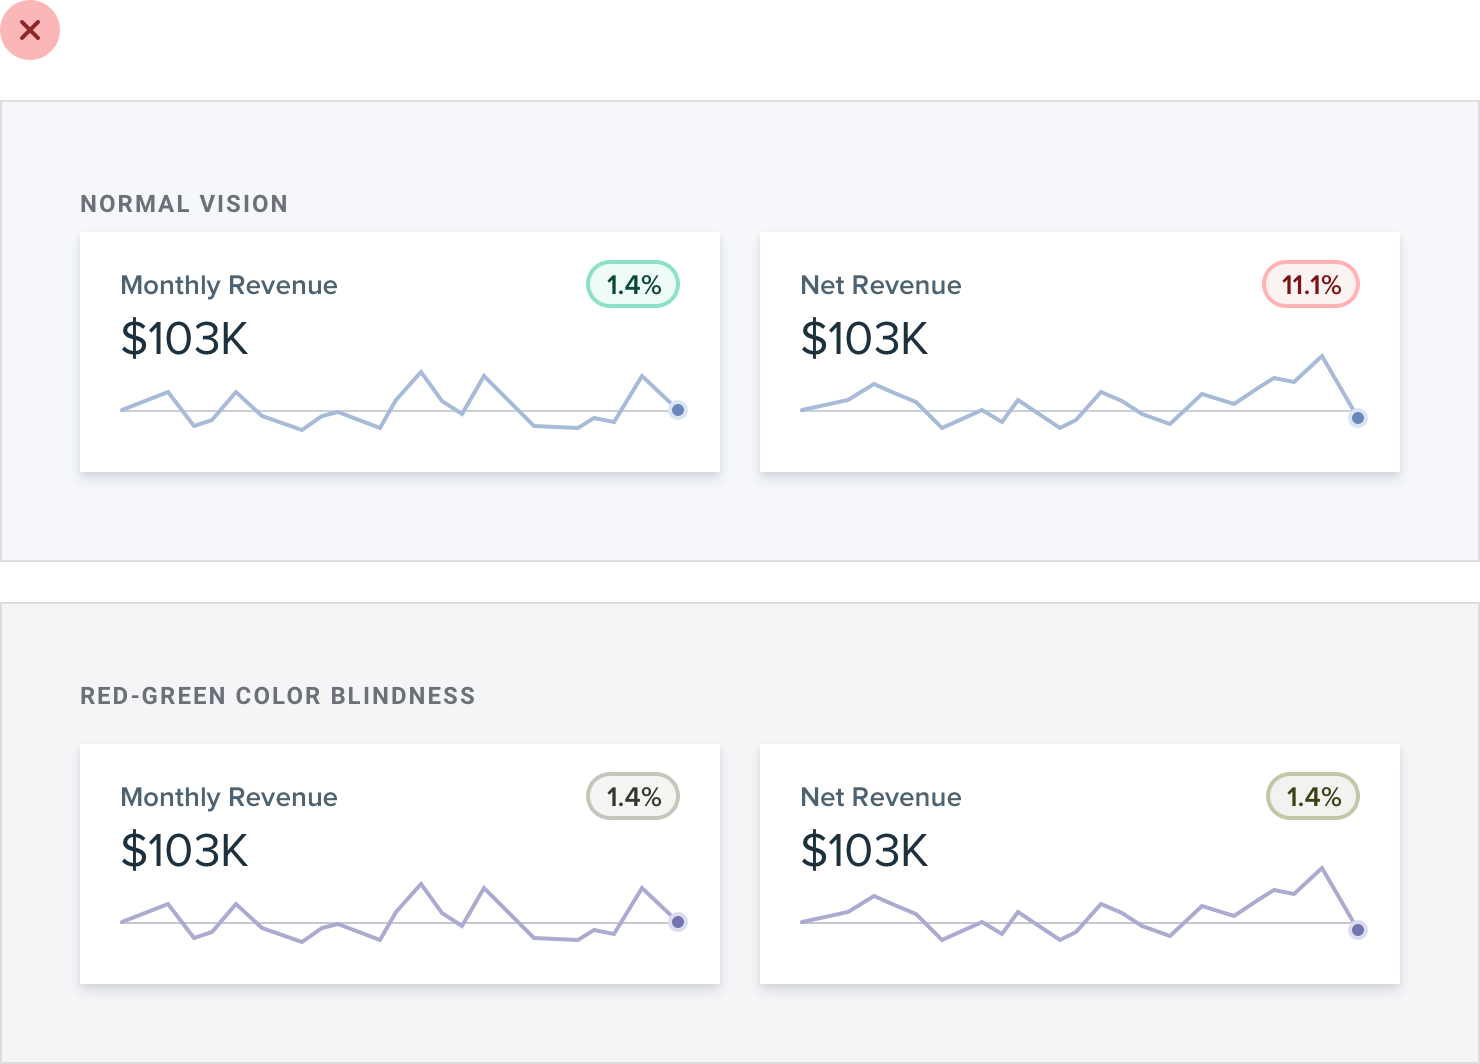 NORMAL VISION
Monthly Revenue
1.4%
$103K
Net Revenue
11.1%
$103K
RED-GREEN COLOR BLINDNESS
Monthly Revenue
1.4%
$103K
Net Revenue
1.4%
$103K